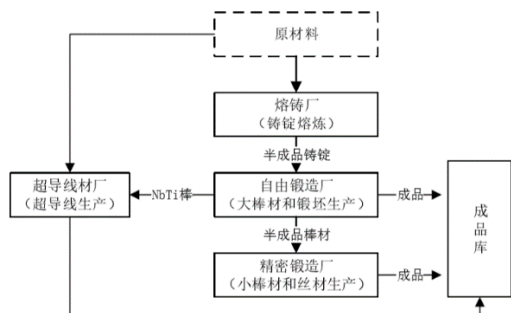 原材料
熔铸厂
（铸锭熔炼）
半成品铸锭
超导线材厂
（超导线生产）
NbTi棒
自由锻造厂
（大棒材和锻坯生产）
成品
半成品棒材
精密锻造厂
（小棒材和丝材生产）
成品
成
品
库